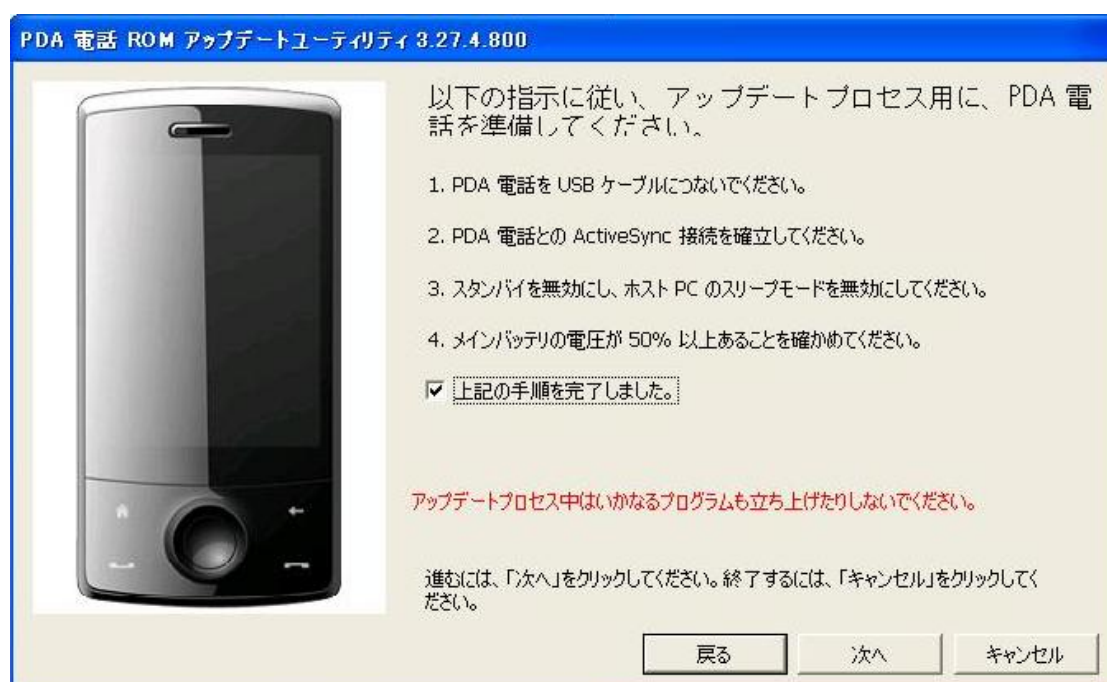 PDA 電話 ROM アップデートユーティリティ 3.27.4.800
以下の指示に従い、アップデートプロセス用に、PDA 電
話を準備してください。
1. PDA 電話を USB ケーブルにつないでください。
2. PDA 電話との ActiveSync 接続を確立してください。
3. スタンバイを無効にし、ホスト PC のスリープモードを無効にしてください。
4. メインバッテリの電圧が 50% 以上あることを確かめてください。
上記の手順を完了しました。
アップデートプロセス中はいかなるプログラムも立ち上げたりしないでください。
進むには、「次へ」をクリックしてください。終了するには、「キャンセル」をクリックしてく
ださい。
戻る 次へ キャンセル